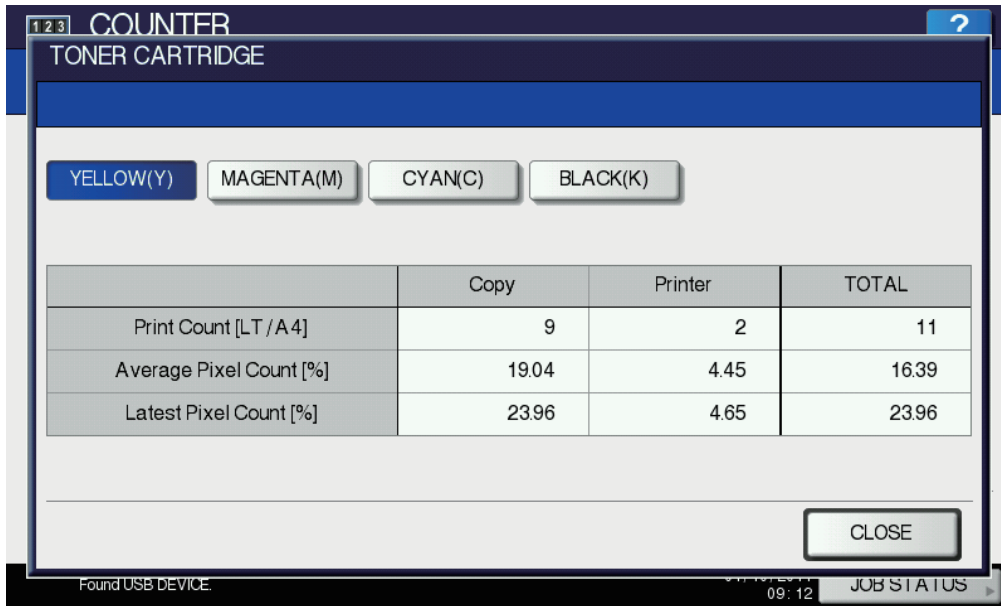 123 COUNTER ?
TONER CARTRIDGE
YELLOW(Y) MAGENTA(M) CYAN(C) BLACK(K)
Copy Printer TOTAL
Print Count [LT/A4] 9 2 11
Average Pixel Count [%] 19.04 4.45 16.39
Latest Pixel Count [%] 23.96 4.65 23.96
CLOSE
Found USB DEVICE. JOB STATUS
09:12